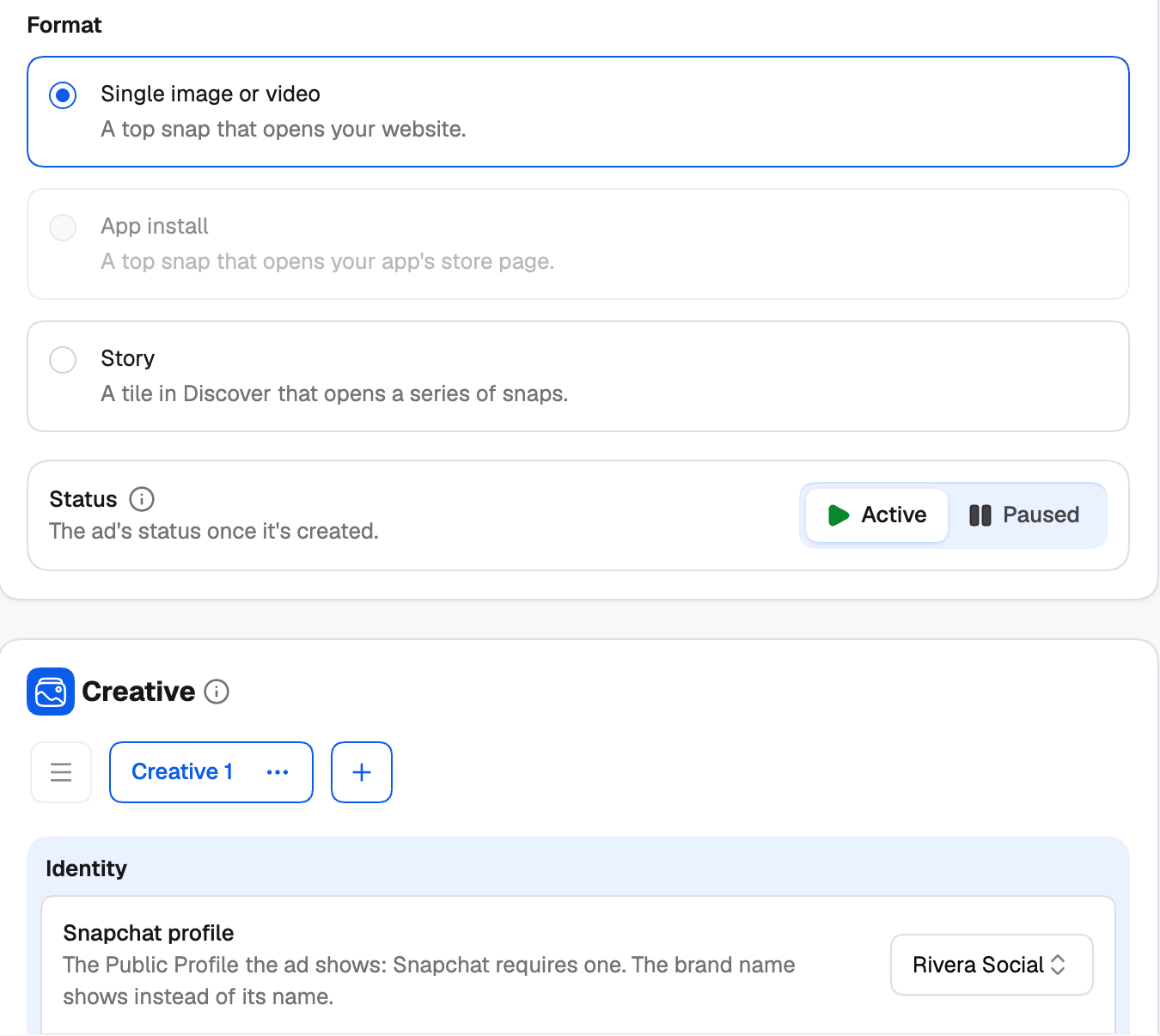 Format
Single image or video
A top snap that opens your website.
App install
A top snap that opens your app's store page.
Story
A tile in Discover that opens a series of snaps.
Status
The ad's status once it's created.
Active
Paused
Creative
Creative 1
Identity
Snapchat profile
The Public Profile the ad shows: Snapchat requires one. The brand name
shows instead of its name.
Rivera Social